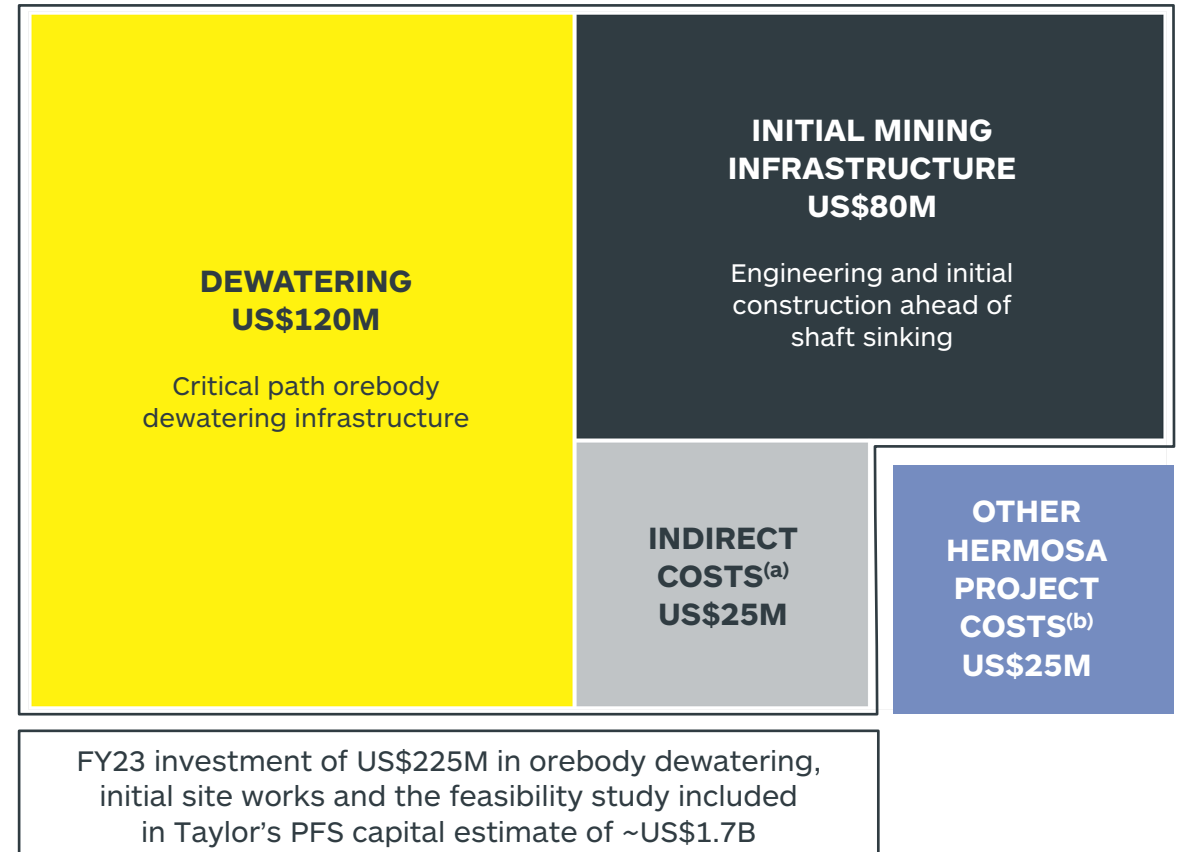 DEWATERING
US$120M
Critical path orebody
dewatering infrastructure
INITIAL MINING
INFRASTRUCTURE
US$80M
Engineering and initial
construction ahead of
shaft sinking
INDIRECT
COSTS(a)
US$25M
OTHER
HERMOSA
PROJECT
COSTS(b)
US$25M
FY23 investment of US$225M in orebody dewatering,
initial site works and the feasibility study included
in Taylor’s PFS capital estimate of ~US$1.7B